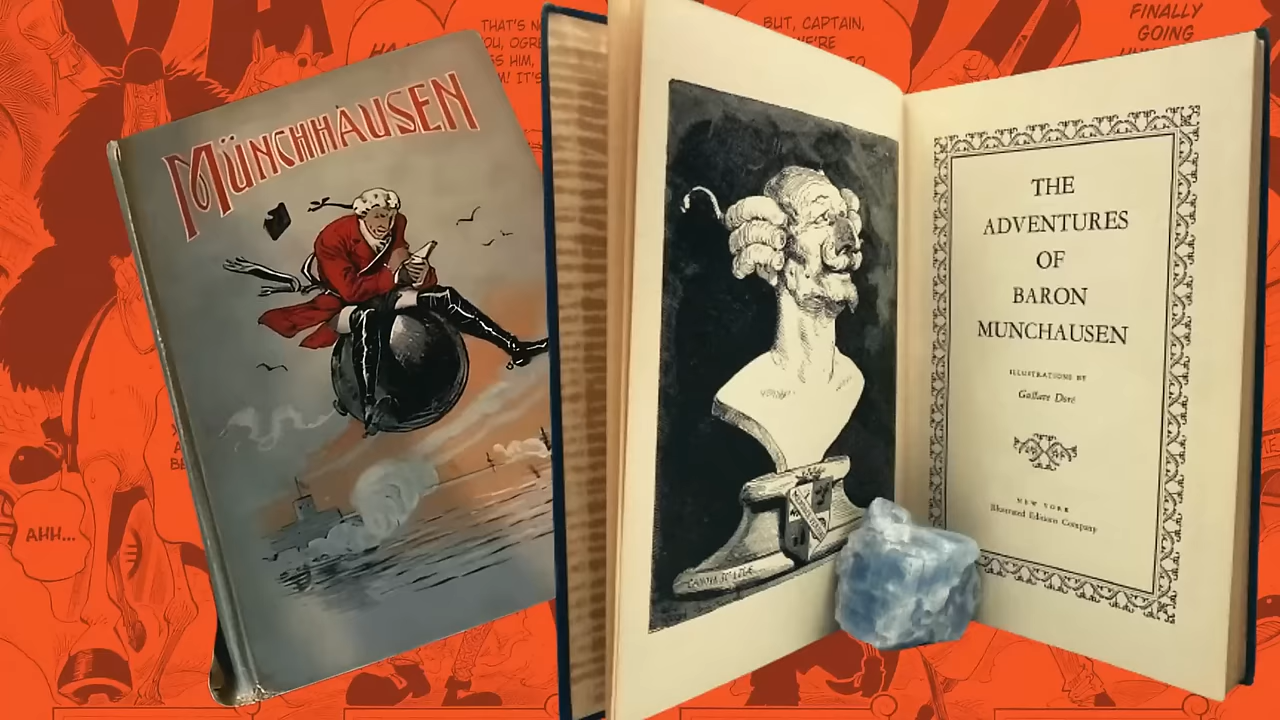 THAT'S
BUT, CAPTAIN,
FINALLY
GOING
AHH...
MÜNCHHAUSEN
THE
ADVENTURES
OF
BARON
MUNCHAUSEN
ILLUSTRATIONS BY
Gustave Doré
NEW YORK
Illustrated Editions Company